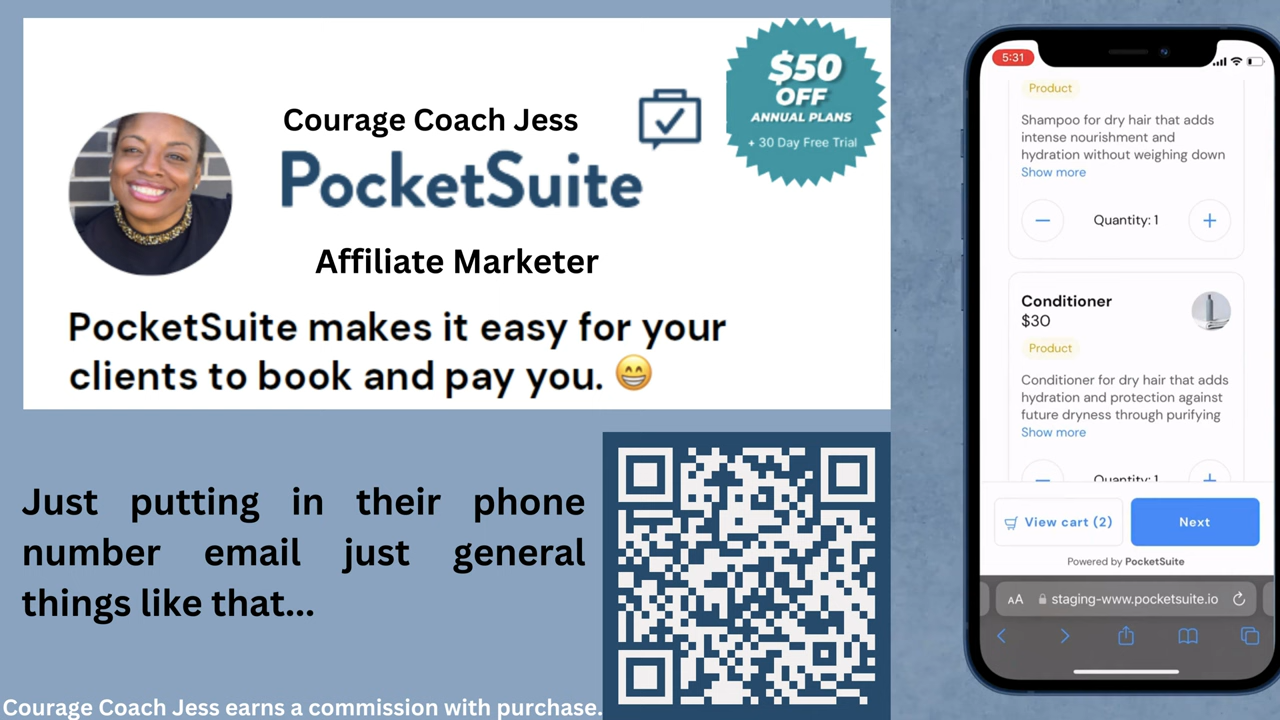 Courage Coach Jess
PocketSuite
Affiliate Marketer
$50
OFF
ANNUAL PLANS
+ 30 Day Free Trial
PocketSuite makes it easy for your
clients to book and pay you. 😁
Just putting in their phone
number email just general
things like that...
Courage Coach Jess earns a commission with purchase.
5:31
Product
Shampoo for dry hair that adds
intense nourishment and
hydration without weighing down
Show more
Quantity: 1
Conditioner
$30
Product
Conditioner for dry hair that adds
hydration and protection against
future dryness through purifying
Show more
Quantity: 1
View cart (2)
Next
Powered by PocketSuite
AA staging-www.pocketsuite.io